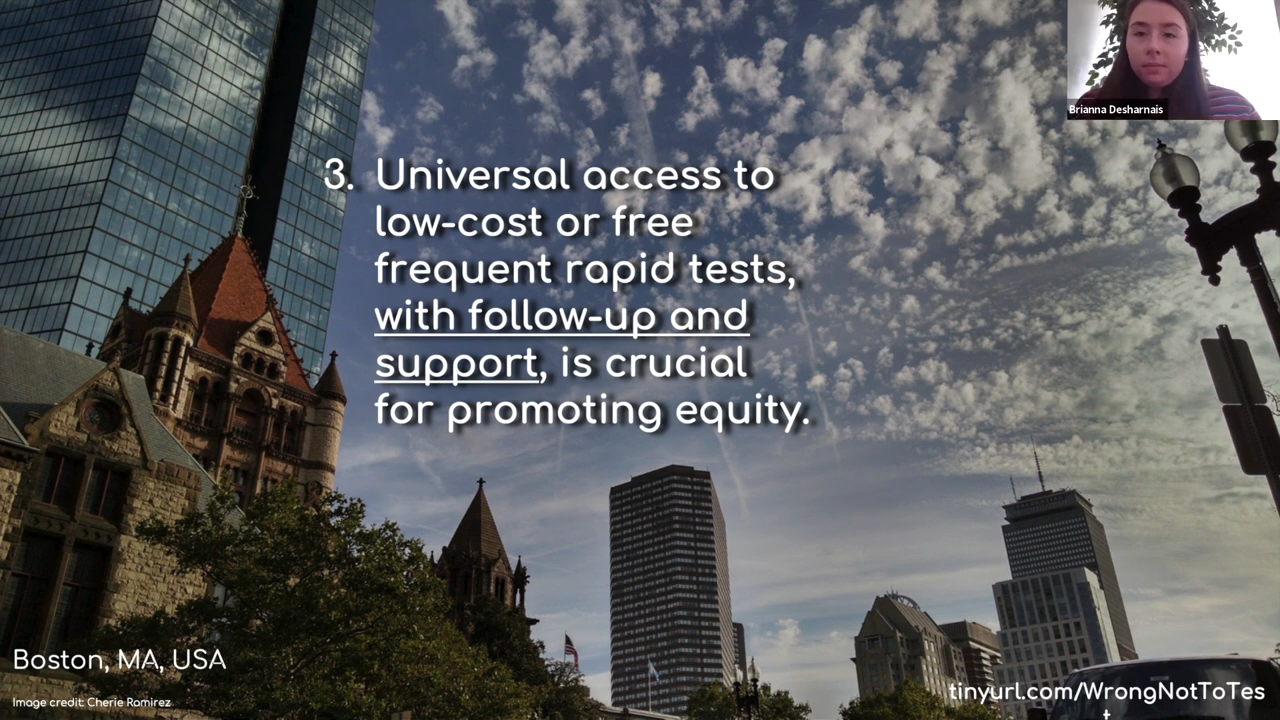 Brianna Desharnais
3. Universal access to
low-cost or free
frequent rapid tests,
with follow-up and
support, is crucial
for promoting equity.
Boston, MA, USA
Image credit: Cherie Ramirez
tinyurl.com/WrongNotToTes
t